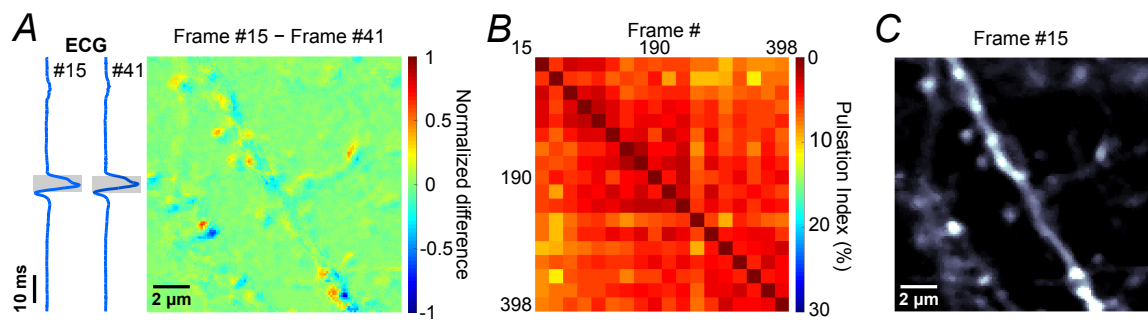 A
ECG
#15
#41
10 ms
Frame #15 − Frame #41
2 µm
1
0.5
0
-0.5
-1
Normalized difference
B
Frame #
15
190
398
190
398
0
10
20
30
Pulsation Index (%)
C
Frame #15
2 µm